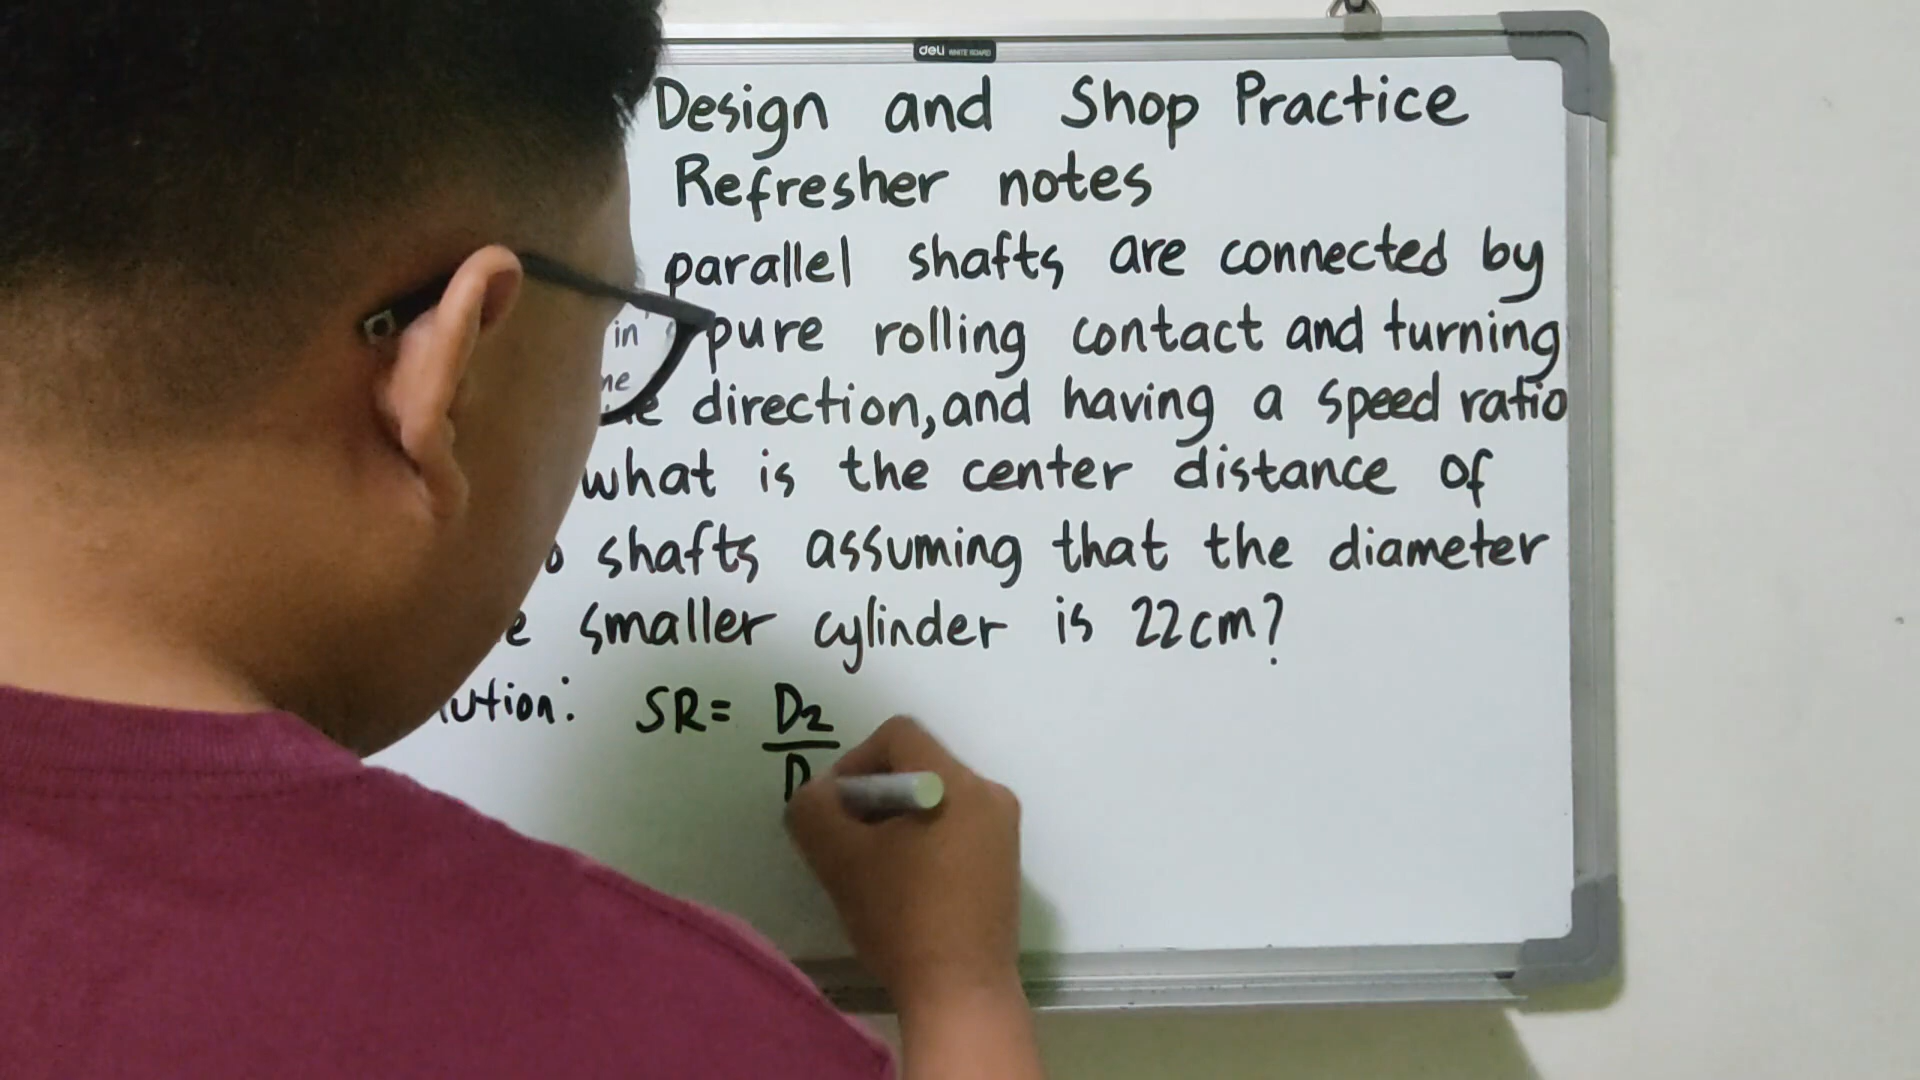 deli WHITE BOARD
Design and Shop Practice
Refresher notes
parallel shafts are connected by
in pure rolling contact and turning
direction, and having a speed ratio
what is the center distance of
shafts assuming that the diameter
smaller cylinder is 22cm?
SR = D2
D